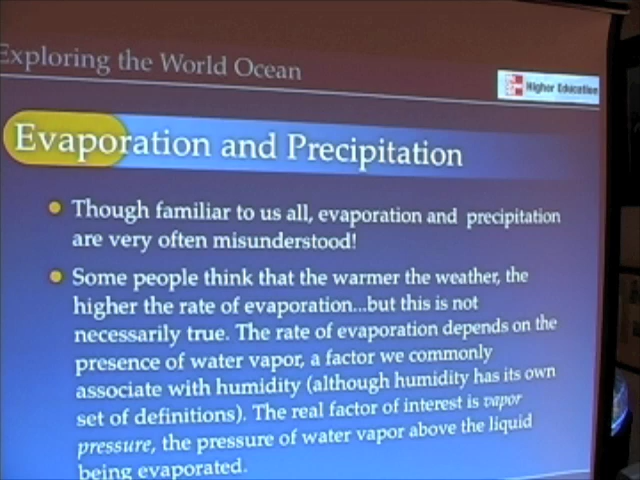 Exploring the World Ocean
Higher Education
Evaporation and Precipitation
Though familiar to us all, evaporation and precipitation
are very often misunderstood!
Some people think that the warmer the weather, the
higher the rate of evaporation...but this is not
necessarily true. The rate of evaporation depends on the
presence of water vapor, a factor we commonly
associate with humidity (although humidity has its own
set of definitions). The real factor of interest is vapor
pressure, the pressure of water vapor above the liquid
being evaporated.